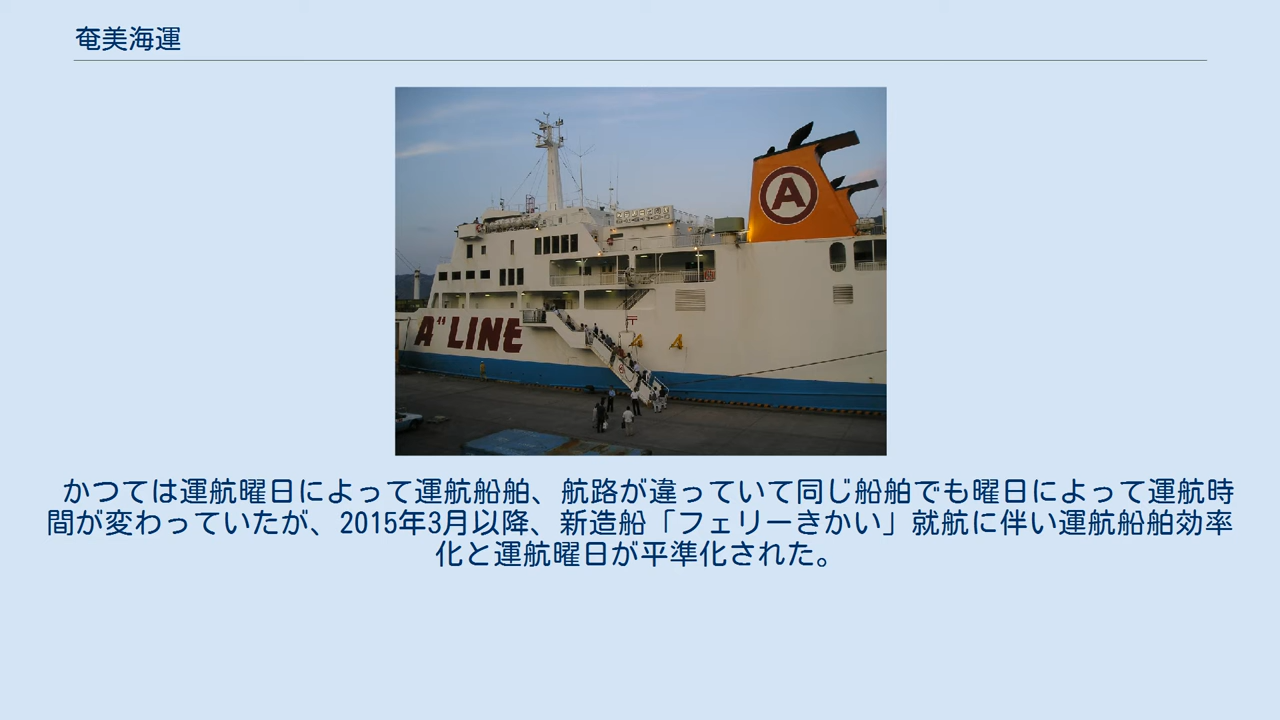 奄美海運
A
A" LINE
かつては運航曜日によって運航船舶、航路が違っていて同じ船舶でも曜日によって運航時
間が変わっていたが、2015年3月以降、新造船「フェリーきかい」就航に伴い運航船舶効率
化と運航曜日が平準化された。